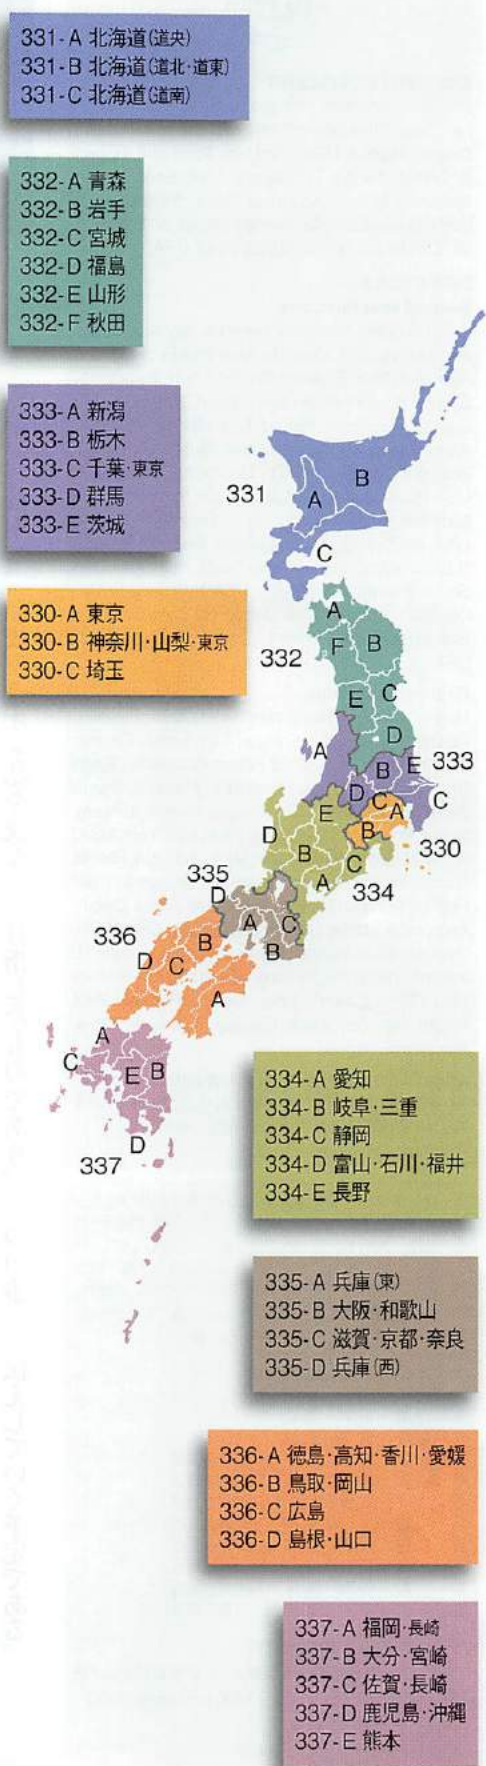 331-A 北海道(道央)
331-B 北海道(道北・道東)
331-C 北海道(道南)
332-A 青森
332-B 岩手
332-C 宮城
332-D 福島
332-E 山形
332-F 秋田
333-A 新潟
333-B 栃木
333-C 千葉・東京
333-D 群馬
333-E 茨城
330-A 東京
330-B 神奈川・山梨・東京
330-C 埼玉
331
B
A
C
A
F
B
332
E
C
D
A
B
E
333
D
C
A
C
E
D
B
B
C
330
A
334
335
D
A
C
B
336
D
C
B
A
A
C
E
B
D
337
334-A 愛知
334-B 岐阜・三重
334-C 静岡
334-D 富山・石川・福井
334-E 長野
335-A 兵庫(東)
335-B 大阪・和歌山
335-C 滋賀・京都・奈良
335-D 兵庫(西)
336-A 徳島・高知・香川・愛媛
336-B 鳥取・岡山
336-C 広島
336-D 島根・山口
337-A 福岡・長崎
337-B 大分・宮崎
337-C 佐賀・長崎
337-D 鹿児島・沖縄
337-E 熊本